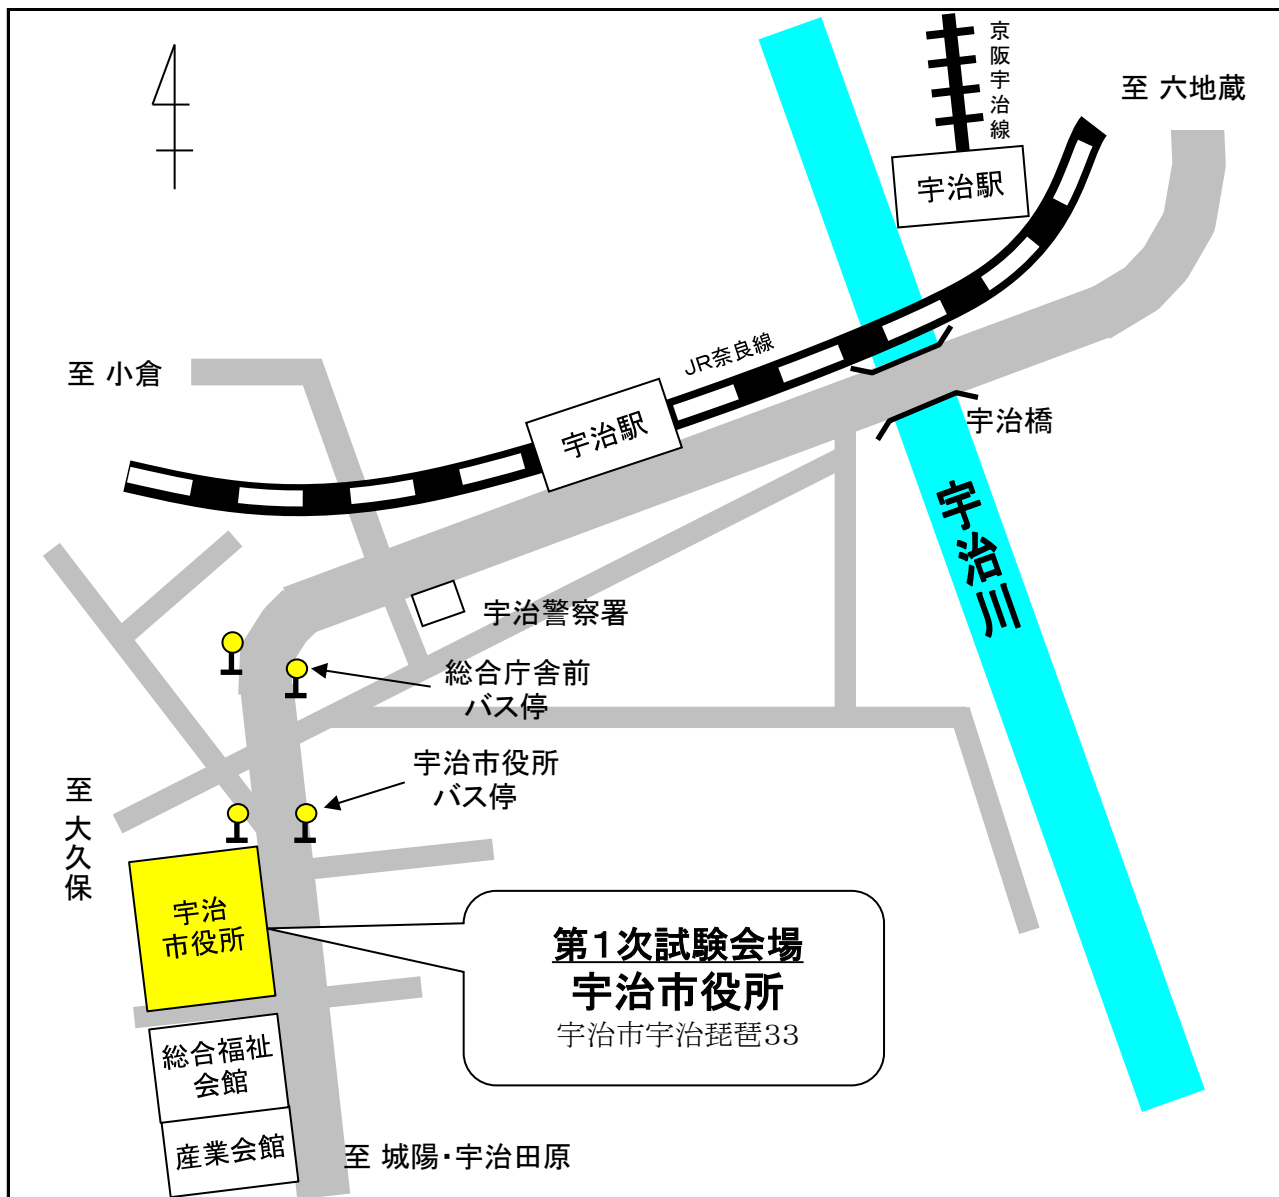 京阪宇治線
至 六地蔵
宇治駅
JR奈良線
至 小倉
宇治駅
宇治橋
宇治川
宇治警察署
総合庁舎前
バス停
宇治市役所
バス停
至 大久保
宇治
市役所
第1次試験会場
宇治市役所
宇治市宇治琵琶33
総合福祉
会館
産業会館
至 城陽・宇治田原